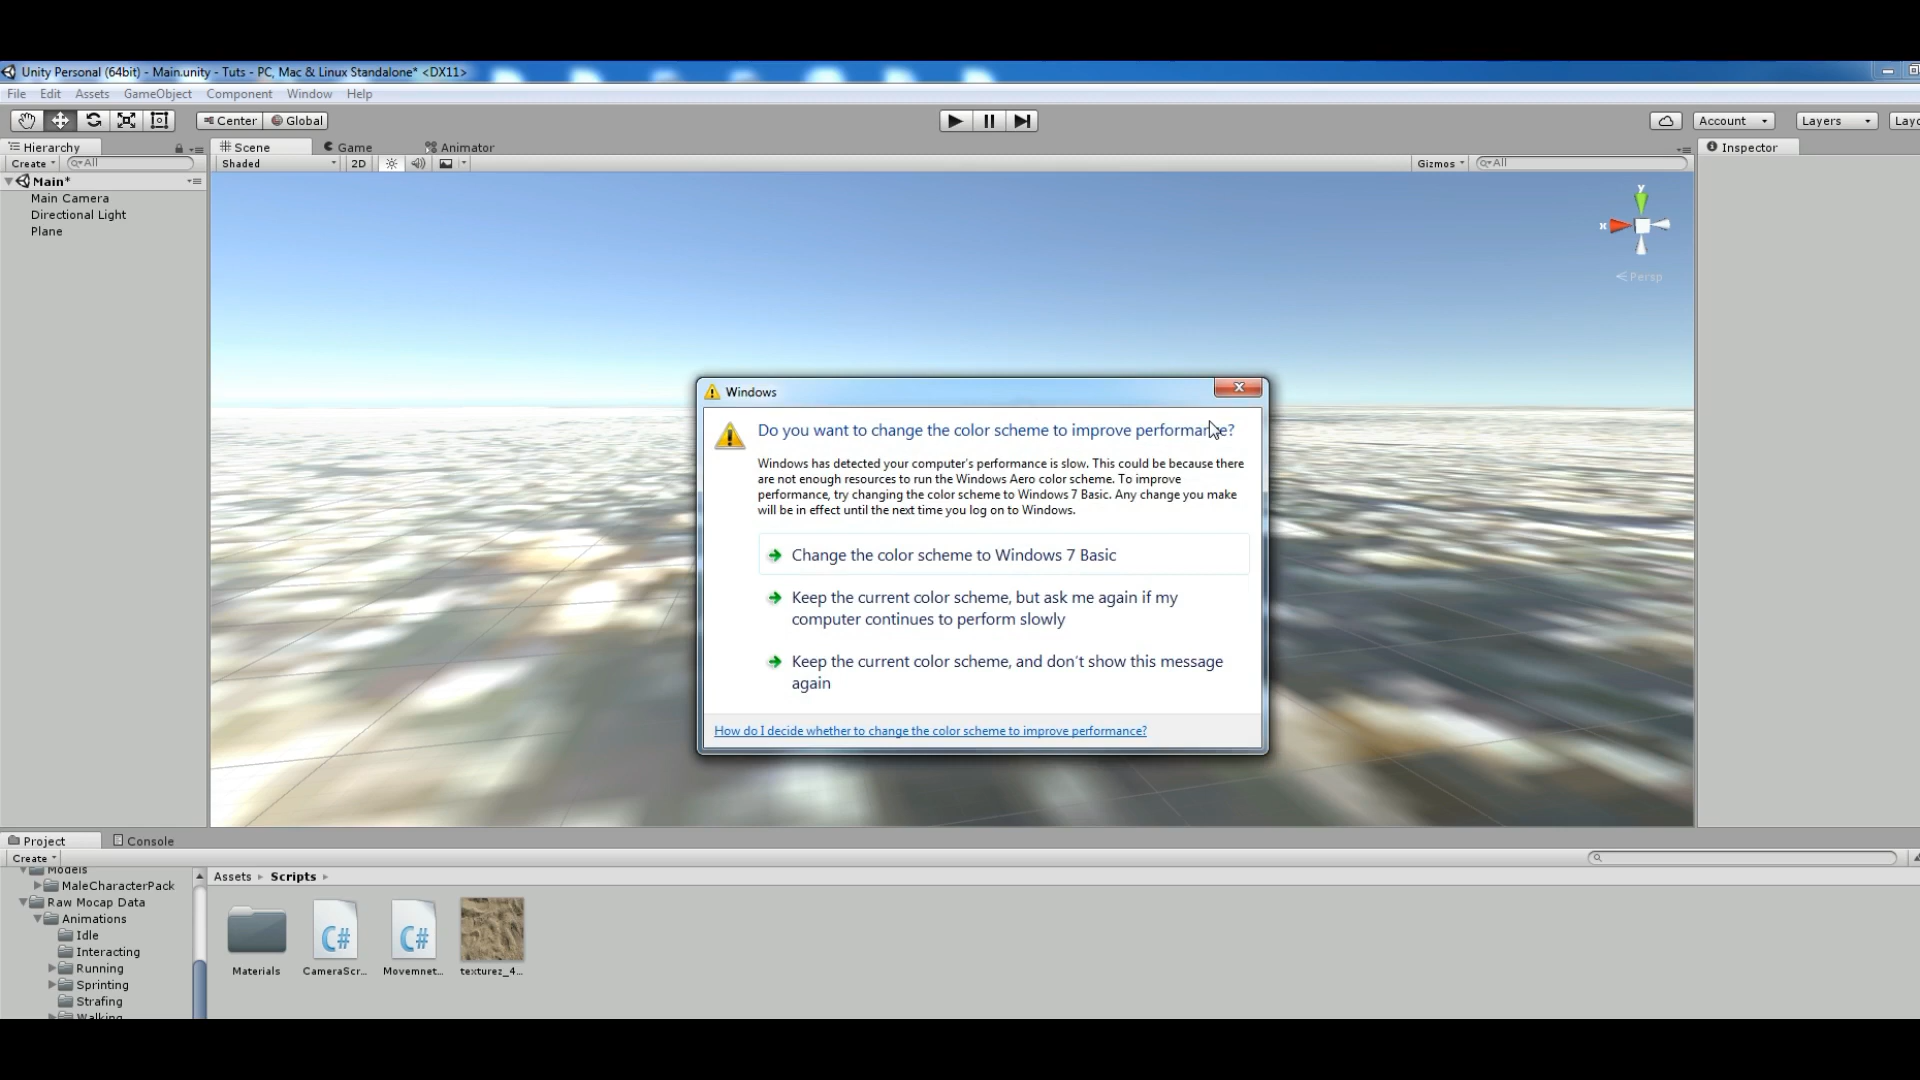 Unity Personal (64bit) - Main.unity - Tuts - PC, Mac & Linux Standalone* <DX11>
File Edit Assets GameObject Component Window Help
Center Global Account Layers
Hierarchy Scene Game Animator Inspector
Create All Shaded 2D Gizmos All
Main*
Main Camera
Directional Light
Plane
y
x
Persp
Windows
Do you want to change the color scheme to improve performance?
Windows has detected your computer's performance is slow. This could be because there
are not enough resources to run the Windows Aero color scheme. To improve
performance, try changing the color scheme to Windows 7 Basic. Any change you make
will be in effect until the next time you log on to Windows.
Change the color scheme to Windows 7 Basic
Keep the current color scheme, but ask me again if my
computer continues to perform slowly
Keep the current color scheme, and don't show this message
again
How do I decide whether to change the color scheme to improve performance?
Project Console
Create
Models
MaleCharacterPack
Raw Mocap Data
Animations
Idle
Interacting
Running
Sprinting
Strafing
Walking
Assets Scripts
C# C#
Materials CameraScr... Movemnet... texturez_4...